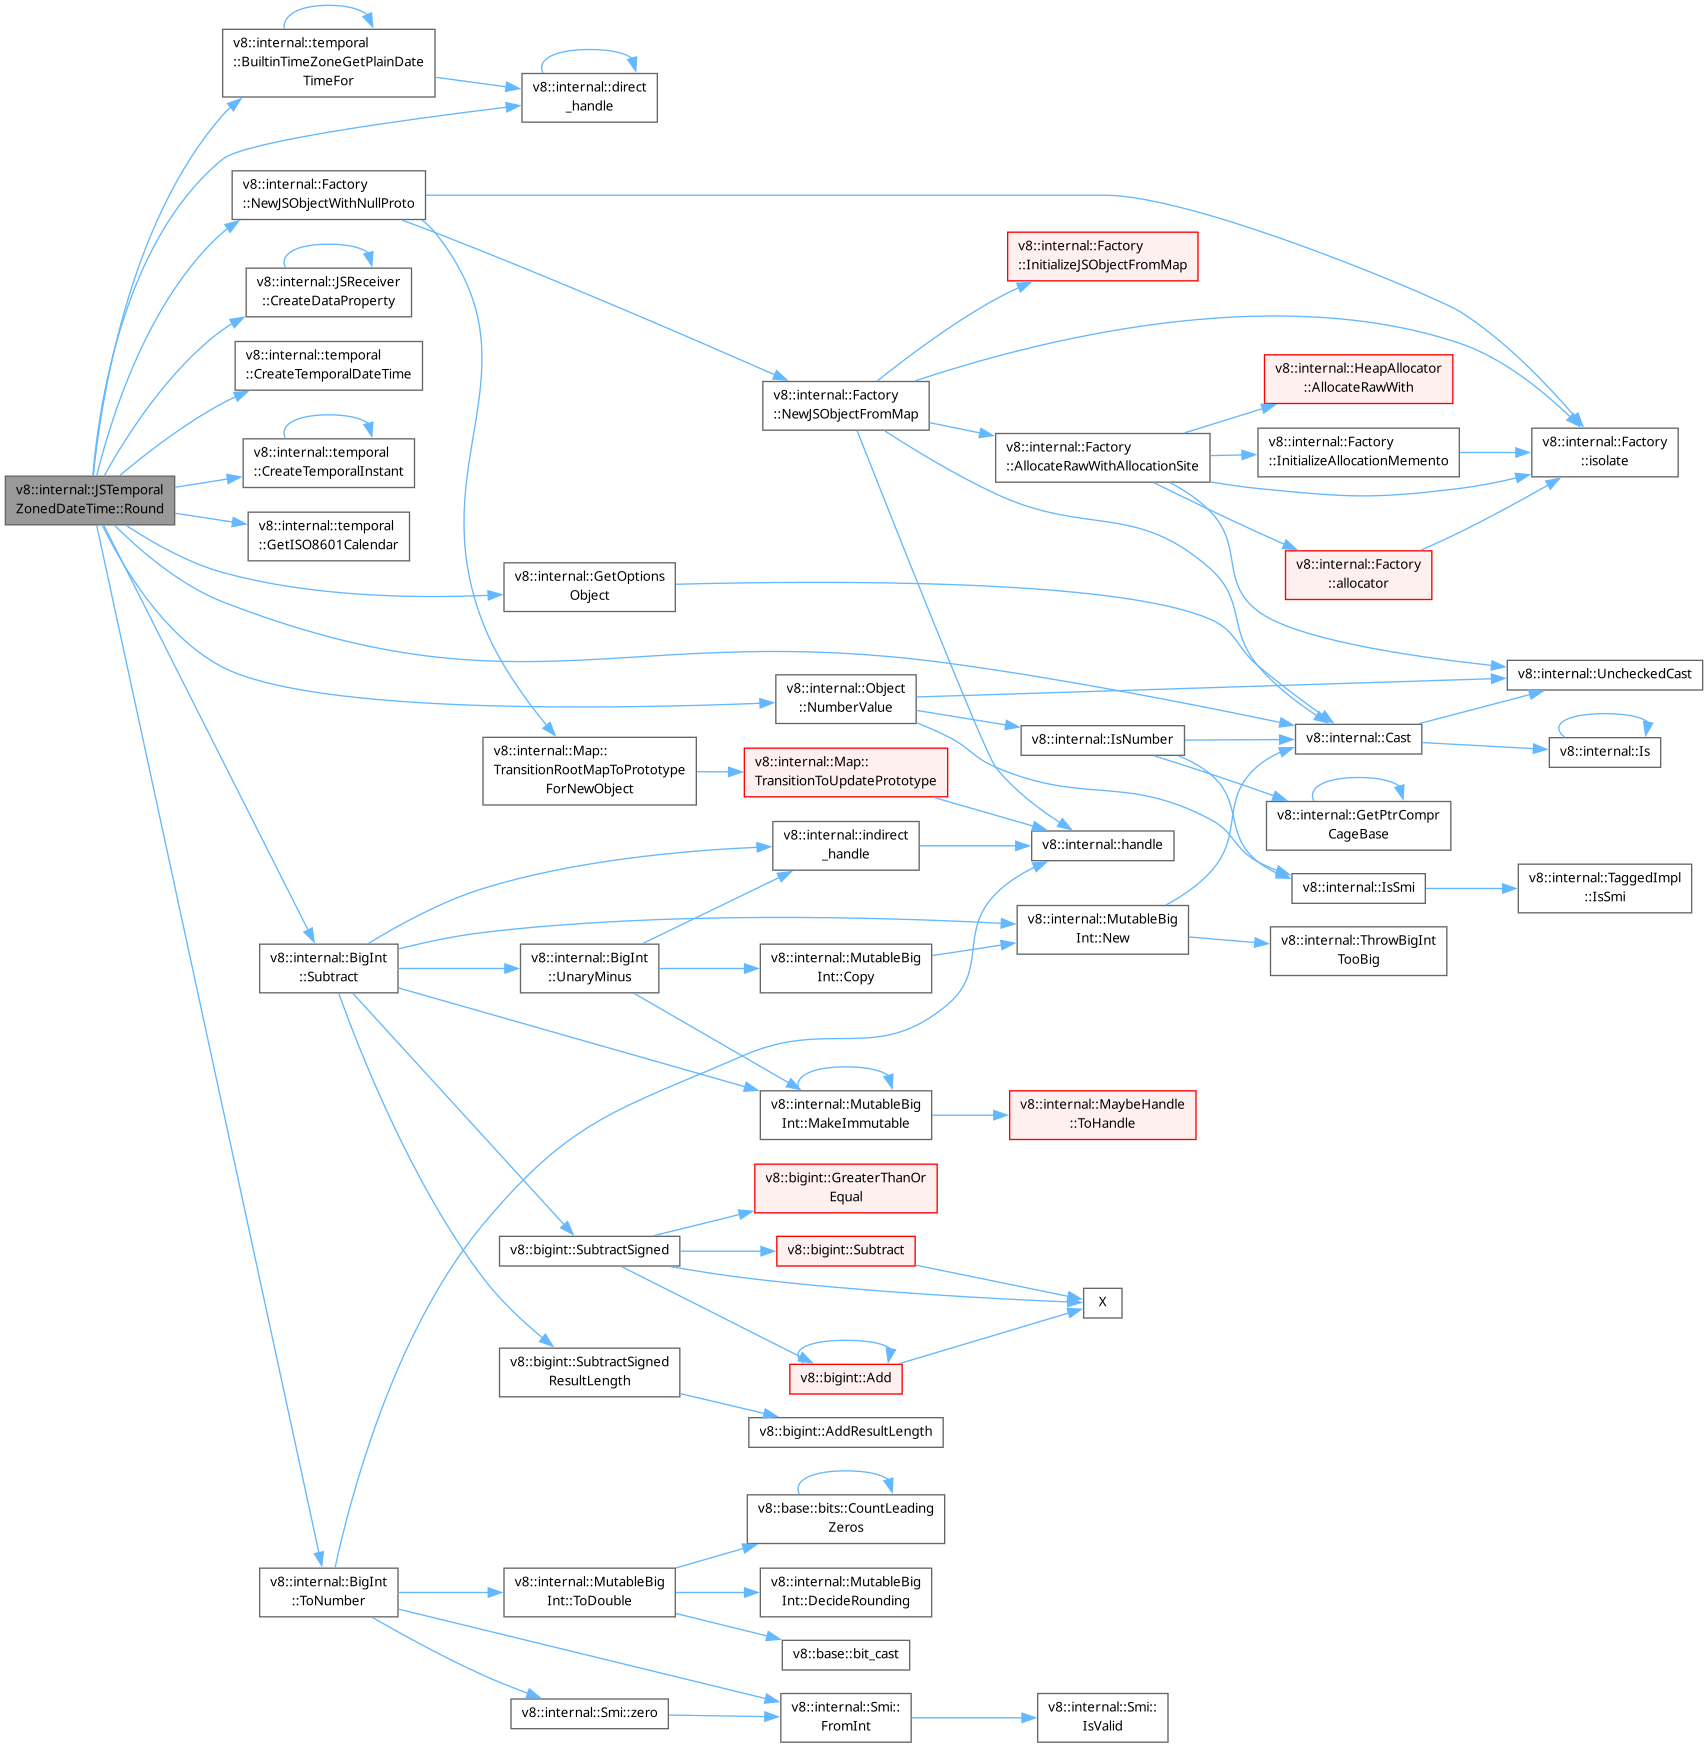 v8::internal::JSTemporal
ZonedDateTime::Round
v8::internal::temporal
::BuiltinTimeZoneGetPlainDate
TimeFor
v8::internal::direct
_handle
v8::internal::Factory
::NewJSObjectWithNullProto
v8::internal::JSReceiver
::CreateDataProperty
v8::internal::temporal
::CreateTemporalDateTime
v8::internal::temporal
::CreateTemporalInstant
v8::internal::temporal
::GetISO8601Calendar
v8::internal::GetOptions
Object
v8::internal::Map::
TransitionRootMapToPrototype
ForNewObject
v8::internal::Map::
TransitionToUpdatePrototype
v8::internal::Object
::NumberValue
v8::internal::Factory
::NewJSObjectFromMap
v8::internal::Factory
::InitializeJSObjectFromMap
v8::internal::Factory
::AllocateRawWithAllocationSite
v8::internal::HeapAllocator
::AllocateRawWith
v8::internal::Factory
::InitializeAllocationMemento
v8::internal::Factory
::isolate
v8::internal::Factory
::allocator
v8::internal::UncheckedCast
v8::internal::IsNumber
v8::internal::Cast
v8::internal::Is
v8::internal::GetPtrCompr
CageBase
v8::internal::handle
v8::internal::indirect
_handle
v8::internal::IsSmi
v8::internal::TaggedImpl
::IsSmi
v8::internal::BigInt
::Subtract
v8::internal::BigInt
::UnaryMinus
v8::internal::MutableBig
Int::Copy
v8::internal::MutableBig
Int::New
v8::internal::ThrowBigInt
TooBig
v8::internal::MutableBig
Int::MakeImmutable
v8::internal::MaybeHandle
::ToHandle
v8::bigint::GreaterThanOr
Equal
v8::bigint::SubtractSigned
v8::bigint::Subtract
X
v8::bigint::Add
v8::bigint::SubtractSigned
ResultLength
v8::bigint::AddResultLength
v8::base::bits::CountLeading
Zeros
v8::internal::BigInt
::ToNumber
v8::internal::MutableBig
Int::ToDouble
v8::internal::MutableBig
Int::DecideRounding
v8::base::bit_cast
v8::internal::Smi::zero
v8::internal::Smi::
FromInt
v8::internal::Smi::
IsValid